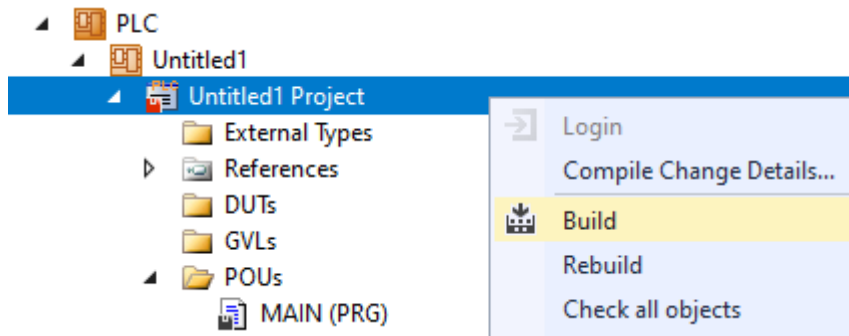 PLC
Untitled1
Untitled1 Project
External Types
References
DUTs
GVLs
POUs
MAIN (PRG)
Login
Compile Change Details...
Build
Rebuild
Check all objects